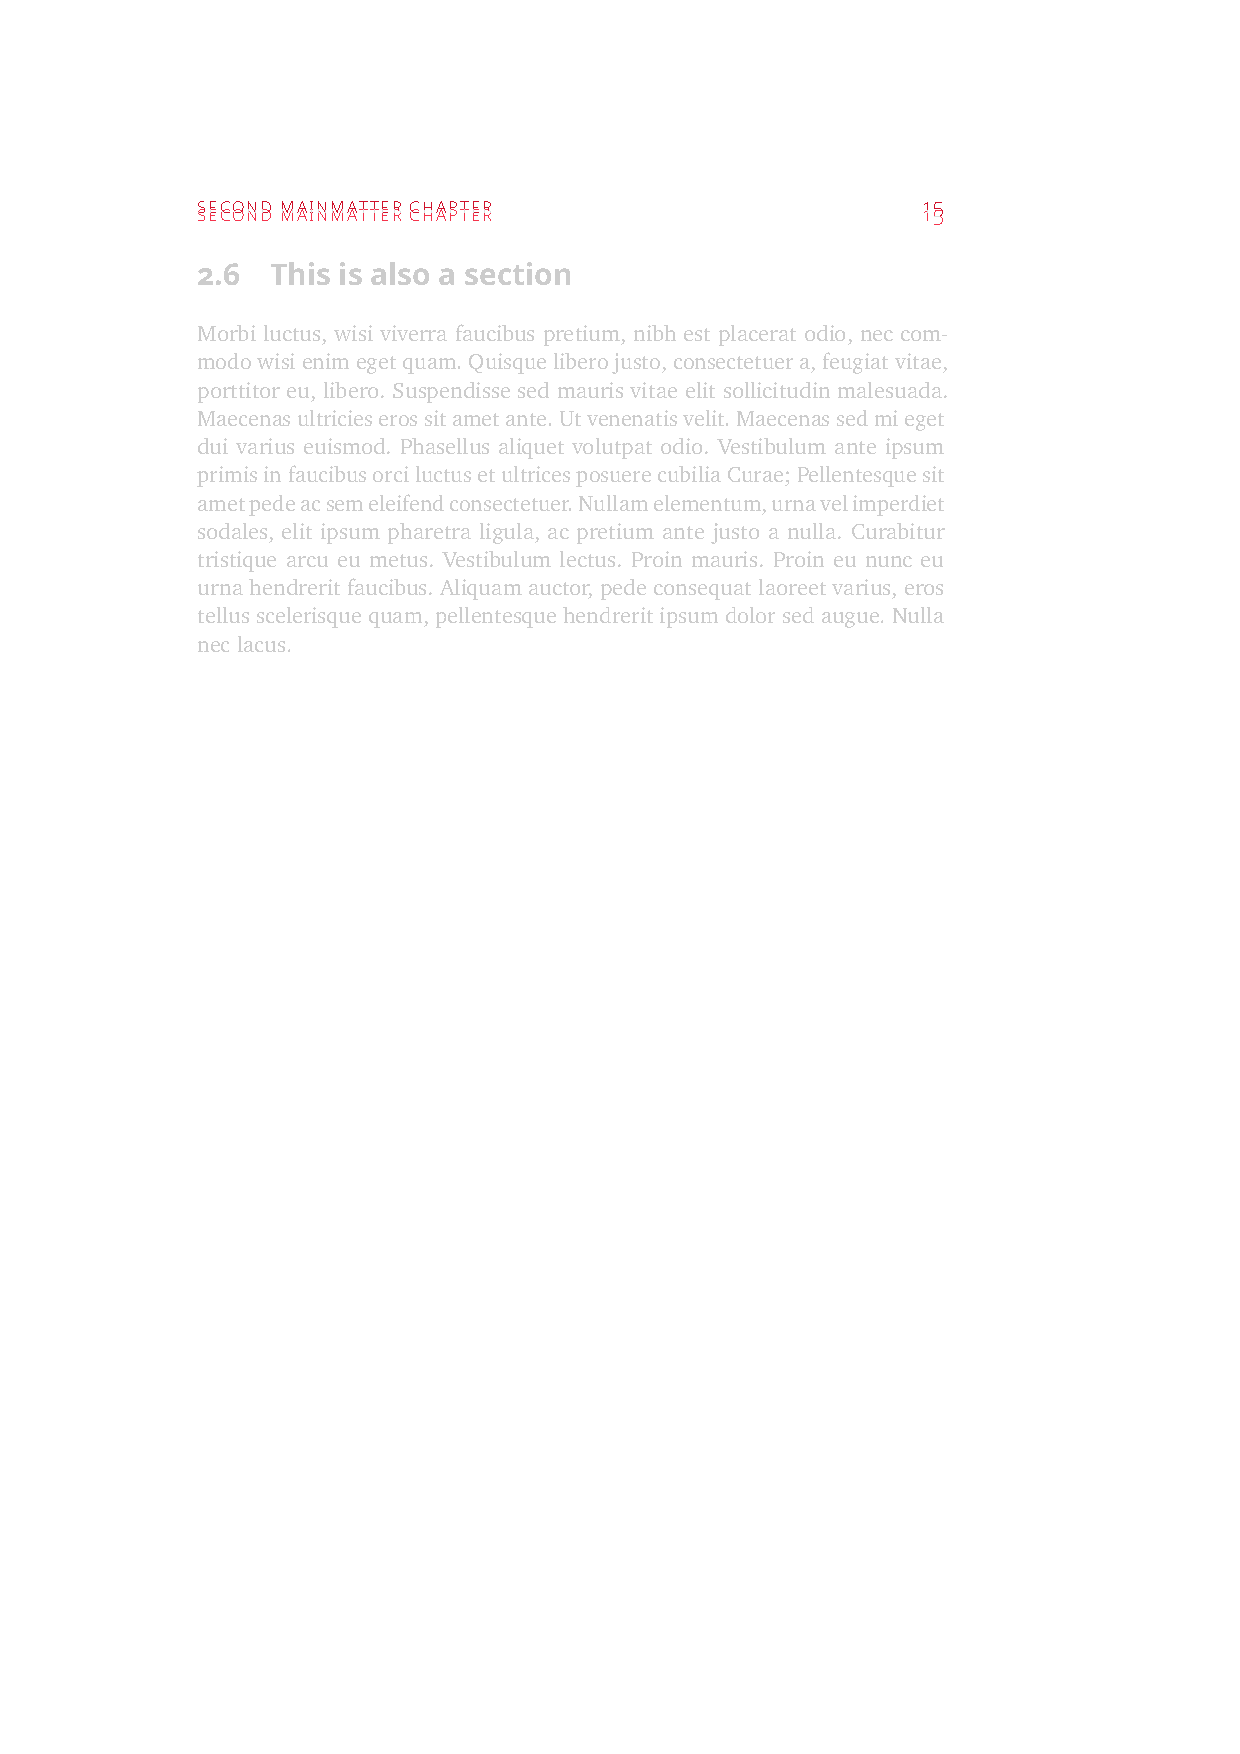 SECOND MAINMATTER CHAPTER
SECOND MAINMATTER CHAPTER
2.6 This is also a section
Morbi luctus, wisi viverra faucibus pretium, nibh est placerat odio, nec com-
modo wisi enim eget quam. Quisque libero justo, consectetuer a, feugiat vitae,
porttitor eu, libero. Suspendisse sed mauris vitae elit sollicitudin malesuada.
Maecenas ultricies eros sit amet ante. Ut venenatis velit. Maecenas sed mi eget
dui varius euismod. Phasellus aliquet volutpat odio. Vestibulum ante ipsum
primis in faucibus orci luctus et ultrices posuere cubilia Curae; Pellentesque sit
amet pede ac sem eleifend consectetuer. Nullam elementum, urna vel imperdiet
sodales, elit ipsum pharetra ligula, ac pretium ante justo a nulla. Curabitur
tristique arcu eu metus. Vestibulum lectus. Proin mauris. Proin eu nunc eu
urna hendrerit faucibus. Aliquam auctor, pede consequat laoreet varius, eros
tellus scelerisque quam, pellentesque hendrerit ipsum dolor sed augue. Nulla
nec lacus.